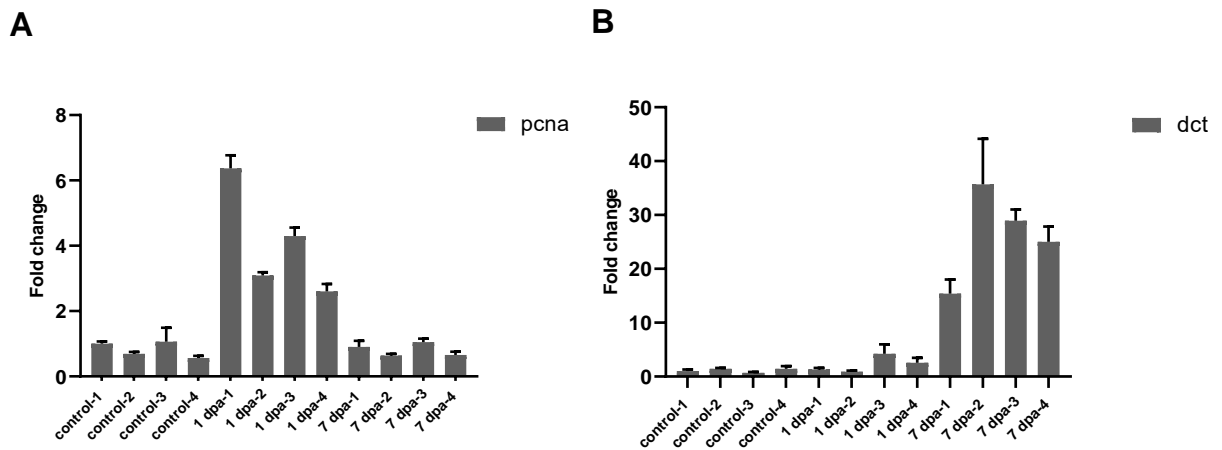 A
8
6
4
2
0
Fold change
pcna
control-1
control-2
control-3
control-4
1 dpa-1
1 dpa-2
1 dpa-3
1 dpa-4
7 dpa-1
7 dpa-2
7 dpa-3
7 dpa-4
B
50
40
30
20
10
0
Fold change
dct
control-1
control-2
control-3
control-4
1 dpa-1
1 dpa-2
1 dpa-3
1 dpa-4
7 dpa-1
7 dpa-2
7 dpa-3
7 dpa-4